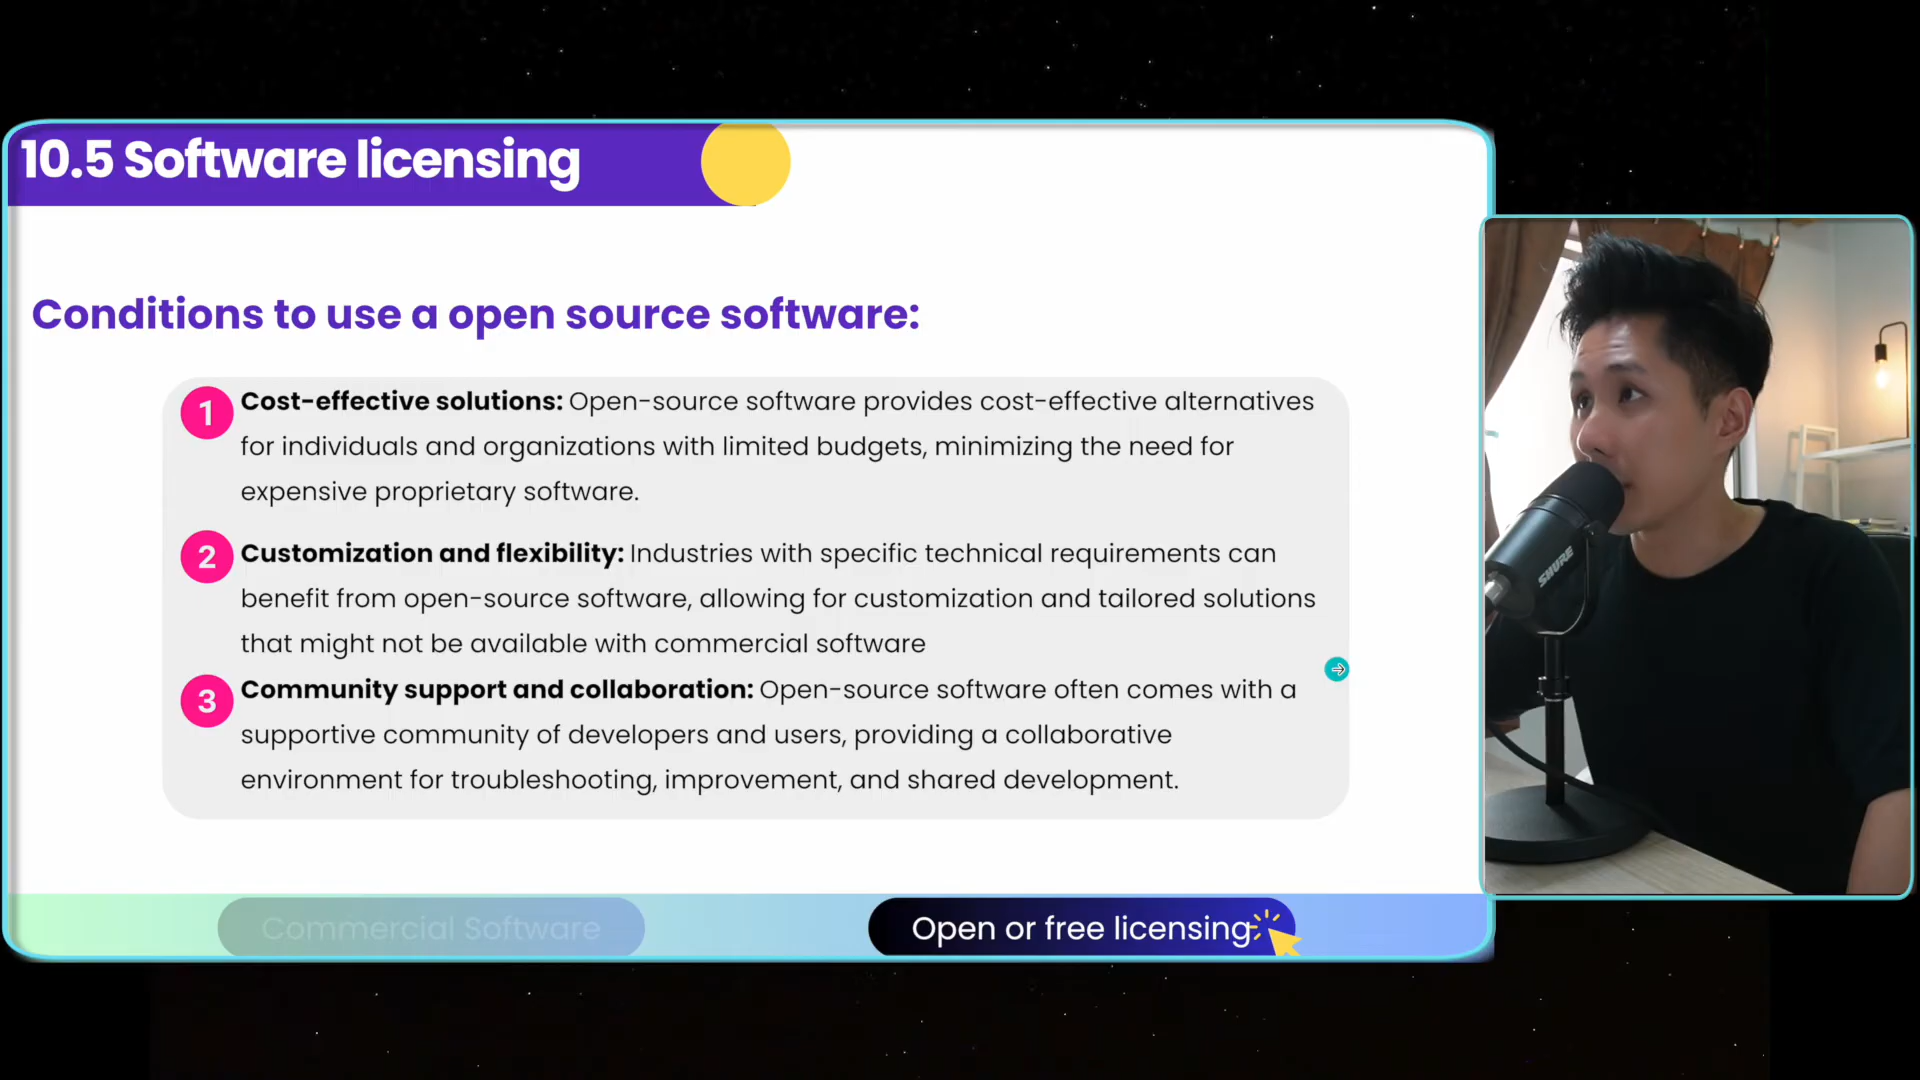 10.5 Software licensing
Conditions to use a open source software:
1
Cost-effective solutions: Open-source software provides cost-effective alternatives
for individuals and organizations with limited budgets, minimizing the need for
expensive proprietary software.
2
Customization and flexibility: Industries with specific technical requirements can
benefit from open-source software, allowing for customization and tailored solutions
that might not be available with commercial software
3
Community support and collaboration: Open-source software often comes with a
supportive community of developers and users, providing a collaborative
environment for troubleshooting, improvement, and shared development.
Commercial Software
Open or free licensing
SHURE